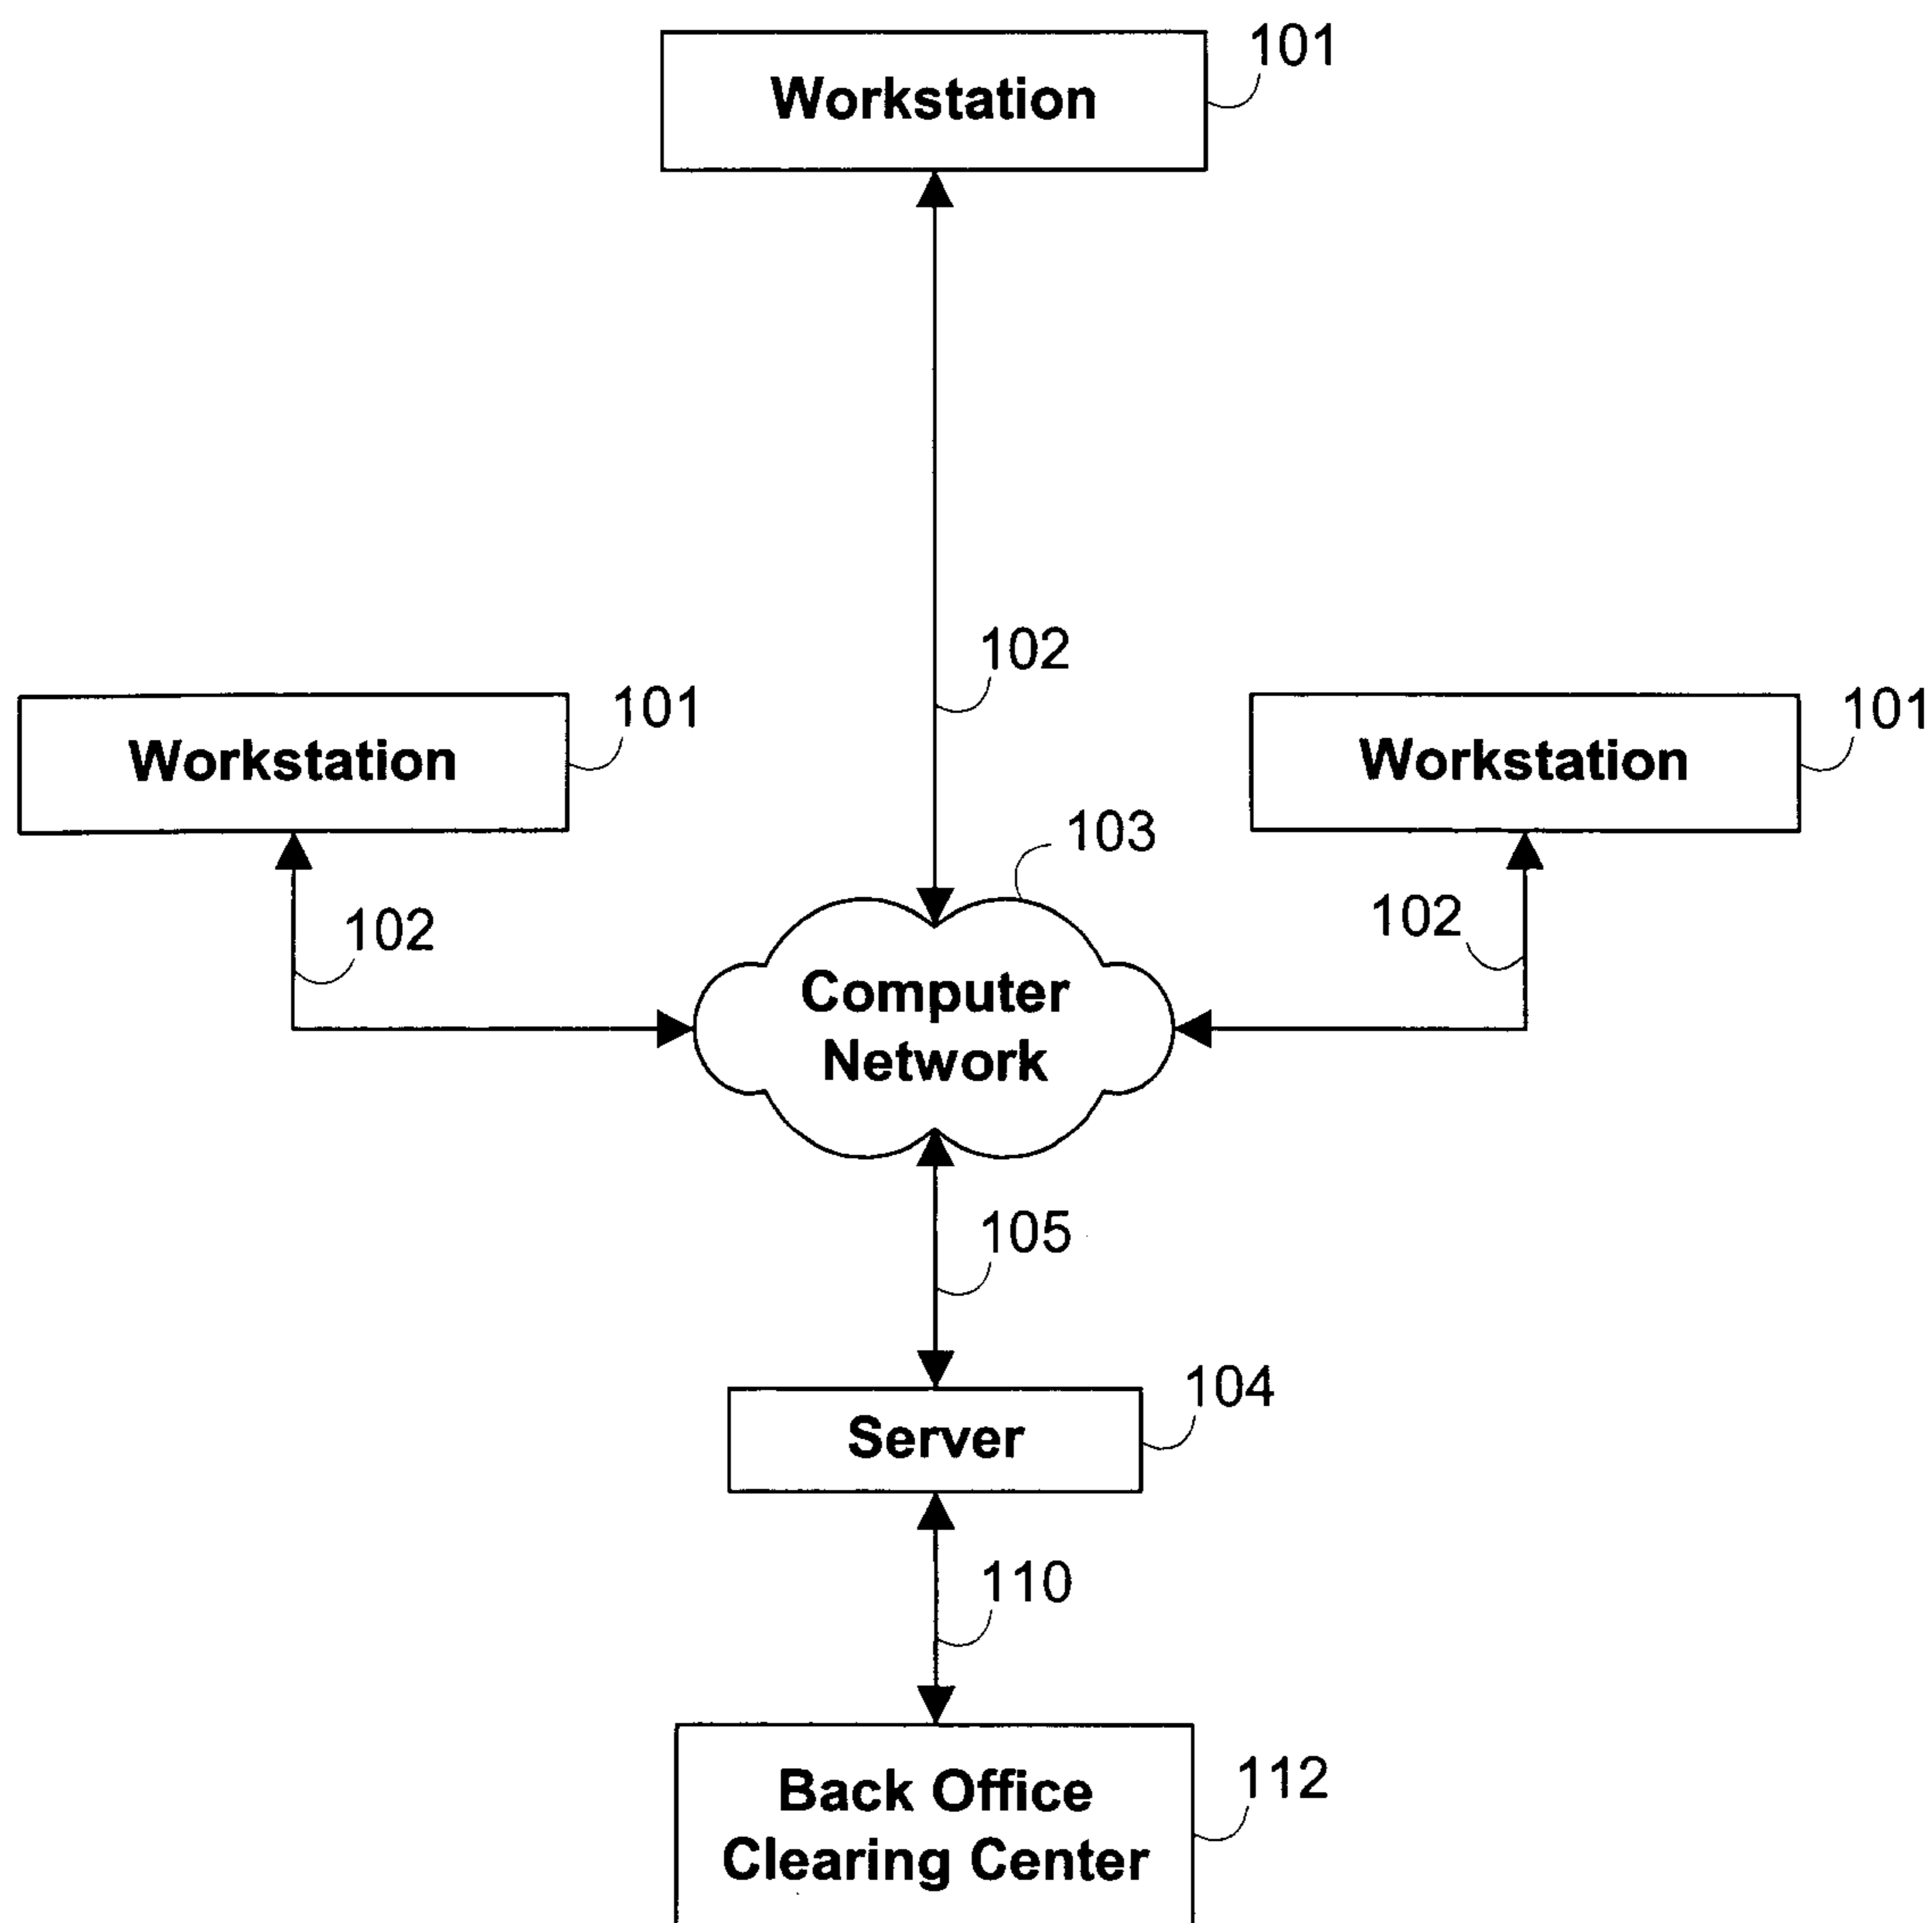 101
Workstation
102
101
101
Workstation
Workstation
103
102
102
Computer
Network
105
104
Server
110
112
Back Office
Clearing Center